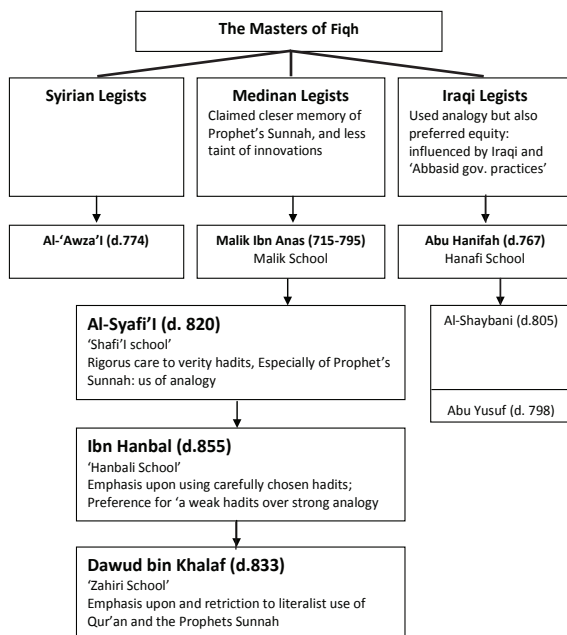 The Masters of Fiqh
Syirian Legists
Medinan Legists
Claimed cleser memory of
Prophet's Sunnah, and less
taint of innovations
Iraqi Legists
Used analogy but also
preferred equity:
influenced by Iraqi and
'Abbasid gov. practices'
Al-'Awza'I (d.774)
Malik Ibn Anas (715-795)
Malik School
Abu Hanifah (d.767)
Hanafi School
Al-Syafi'I (d. 820)
'Shafi'I school'
Rigorus care to verity hadits, Especially of Prophet's
Sunnah: us of analogy
Al-Shaybani (d.805)
Abu Yusuf (d. 798)
Ibn Hanbal (d.855)
'Hanbali School'
Emphasis upon using carefully chosen hadits;
Preference for 'a weak hadits over strong analogy
Dawud bin Khalaf (d.833)
'Zahiri School'
Emphasis upon and retriction to literalist use of
Qur'an and the Prophets Sunnah